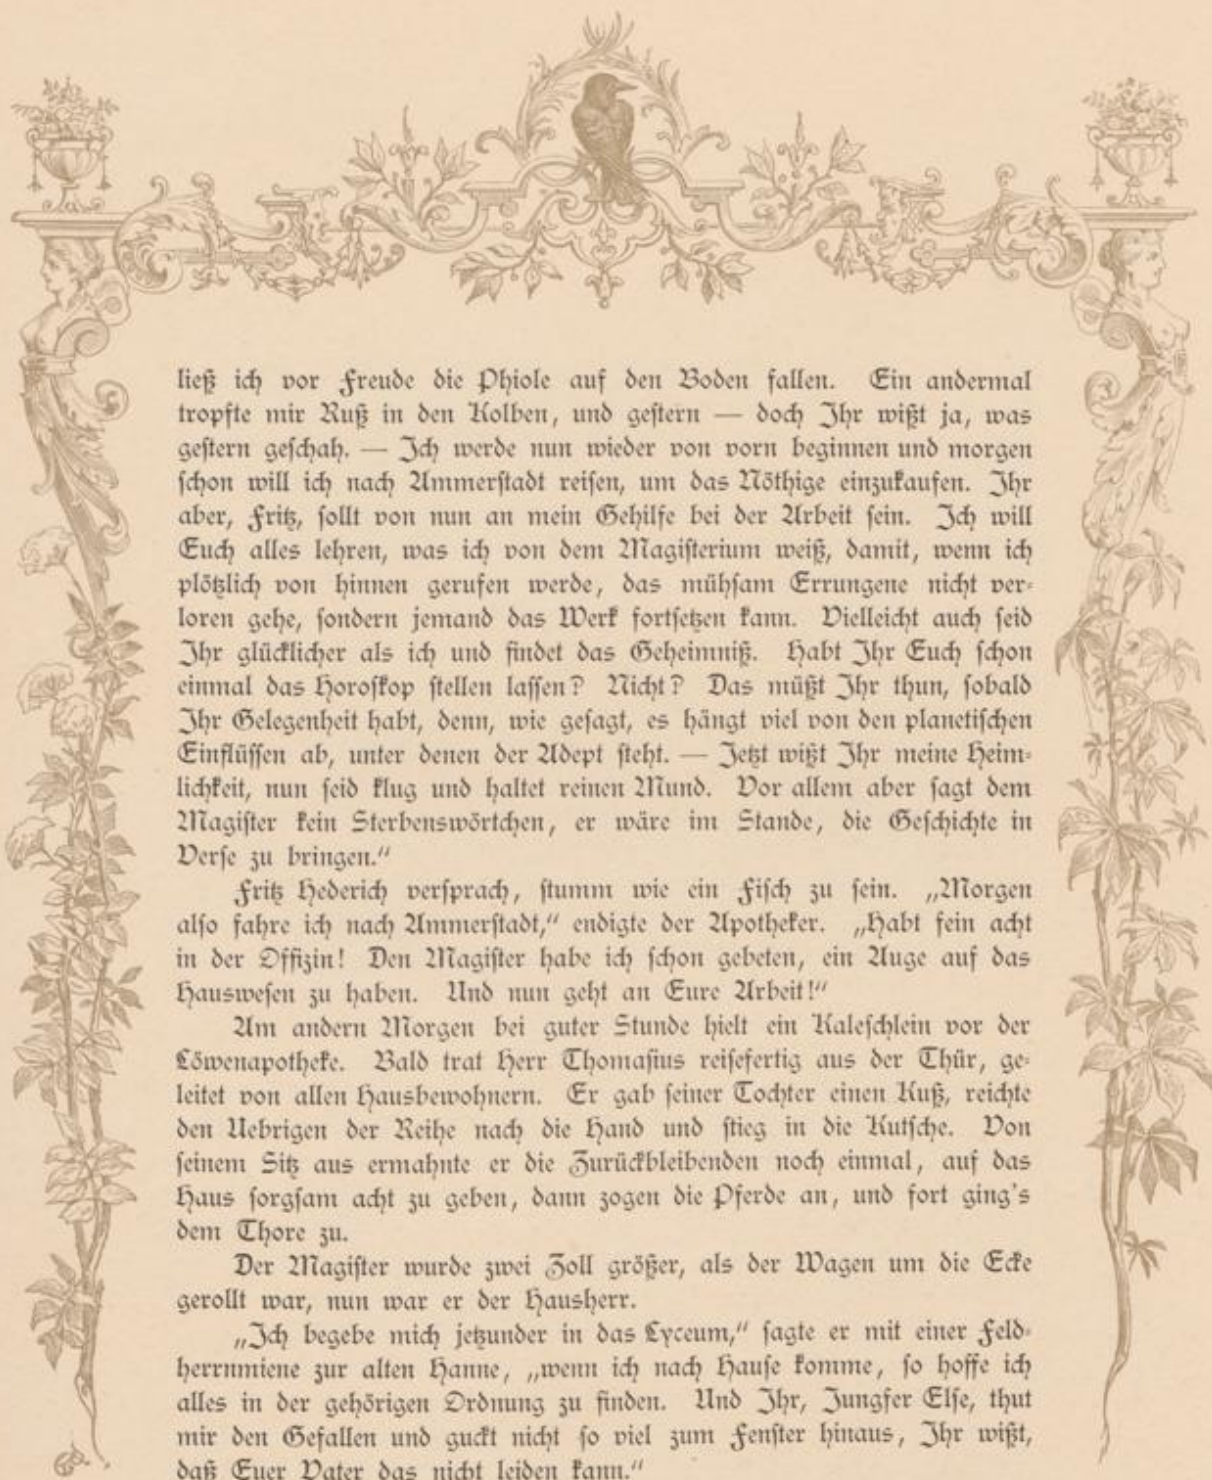 ließ ich vor Freude die Phiole auf den Boden fallen. Ein andermal
tropfte mir Ruß in den Kolben, und gestern — doch Ihr wißt ja, was
gestern geschah. — Ich werde nun wieder von vorn beginnen und morgen
schon will ich nach Ammerstadt reisen, um das Nöthige einzukaufen. Ihr
aber, Fritz, sollt von nun an mein Gehilfe bei der Arbeit sein. Ich will
Euch alles lehren, was ich von dem Magisterium weiß, damit, wenn ich
plötzlich von hinnen gerufen werde, das mühsam Errungene nicht ver-
loren gehe, sondern jemand das Werk fortsetzen kann. Vielleicht auch seid
Ihr glücklicher als ich und findet das Geheimniß. Habt Ihr Euch schon
einmal das Horoskop stellen lassen? Nicht? Das müßt Ihr thun, sobald
Ihr Gelegenheit habt, denn, wie gesagt, es hängt viel von den planetischen
Einflüssen ab, unter denen der Adept steht. — Jetzt wißt Ihr meine Heim-
lichkeit, nun seid klug und haltet reinen Mund. Vor allem aber sagt dem
Magister kein Sterbenswörtchen, er wäre im Stande, die Geschichte in
Verse zu bringen.“
Fritz Hederich versprach, stumm wie ein Fisch zu sein. „Morgen
also fahre ich nach Ammerstadt,“ endigte der Apotheker. „Habt fein acht
in der Offizin! Den Magister habe ich schon gebeten, ein Auge auf das
Hauswesen zu haben. Und nun geht an Eure Arbeit!“
Am andern Morgen bei guter Stunde hielt ein Kaleschlein vor der
Löwenapotheke. Bald trat Herr Thomasius reisefertig aus der Thür, ge-
leitet von allen Hausbewohnern. Er gab seiner Tochter einen Kuß, reichte
den Uebrigen der Reihe nach die Hand und stieg in die Kutsche. Von
seinem Sitz aus ermahnte er die Zurückbleibenden noch einmal, auf das
Haus sorgsam acht zu geben, dann zogen die Pferde an, und fort ging's
dem Thore zu.
Der Magister wurde zwei Zoll größer, als der Wagen um die Ecke
gerollt war, nun war er der Hausherr.
„Ich begebe mich jetzunder in das Lyceum,“ sagte er mit einer Feld-
herrnmiene zur alten Hanne, „wenn ich nach Hause komme, so hoffe ich
alles in der gehörigen Ordnung zu finden. Und Ihr, Jungfer Else, thut
mir den Gefallen und guckt nicht so viel zum Fenster hinaus, Ihr wißt,
daß Euer Vater das nicht leiden kann.“